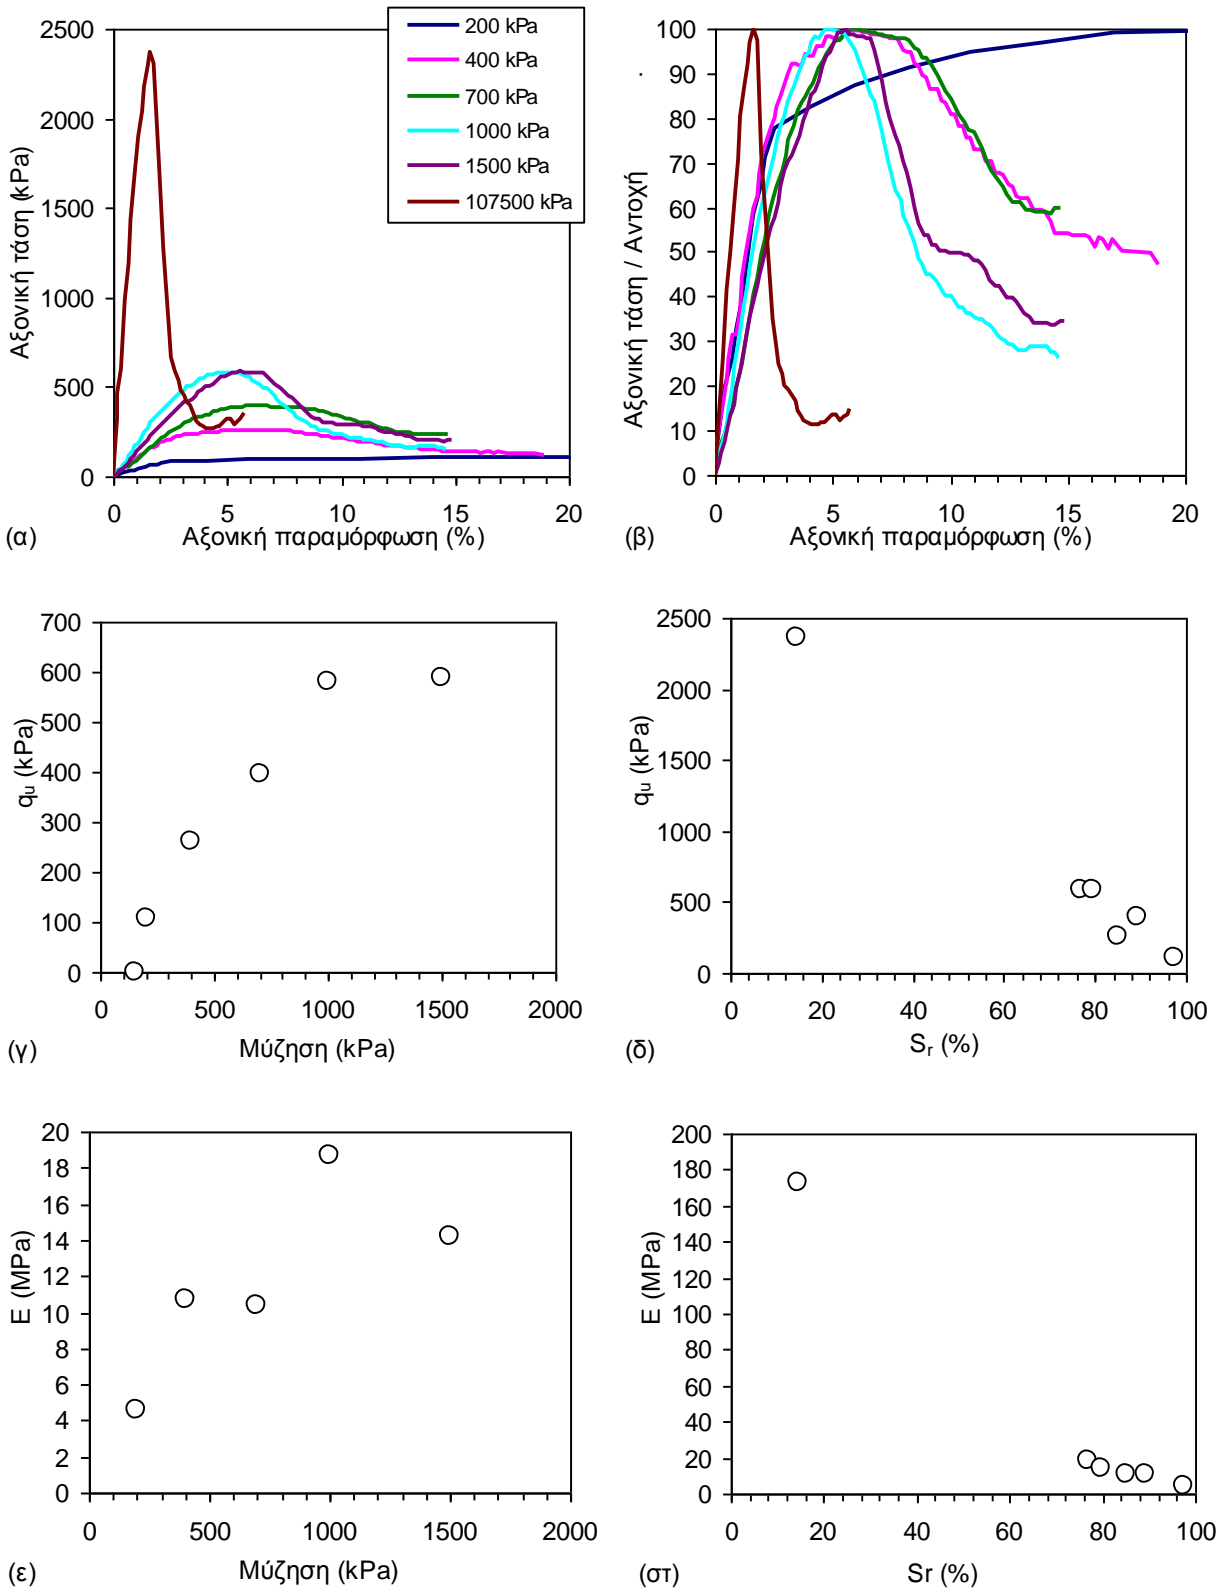 2500
2000
1500
1000
500
0
Αξονική τάση (kPa)
0 5 10 15 20
Αξονική παραμόρφωση (%)
(α)
200 kPa
400 kPa
700 kPa
1000 kPa
1500 kPa
107500 kPa
100
90
80
70
60
50
40
30
20
10
0
Αξονική τάση / Αντοχή
0 5 10 15 20
Αξονική παραμόρφωση (%)
(β)
700
600
500
400
300
200
100
0
qu (kPa)
0 500 1000 1500 2000
Μύζηση (kPa)
(γ)
2500
2000
1500
1000
500
0
qu (kPa)
0 20 40 60 80 100
Sr (%)
(δ)
20
18
16
14
12
10
8
6
4
2
0
E (MPa)
0 500 1000 1500 2000
Μύζηση (kPa)
(ε)
200
180
160
140
120
100
80
60
40
20
0
E (MPa)
0 20 40 60 80 100
Sr (%)
(στ)